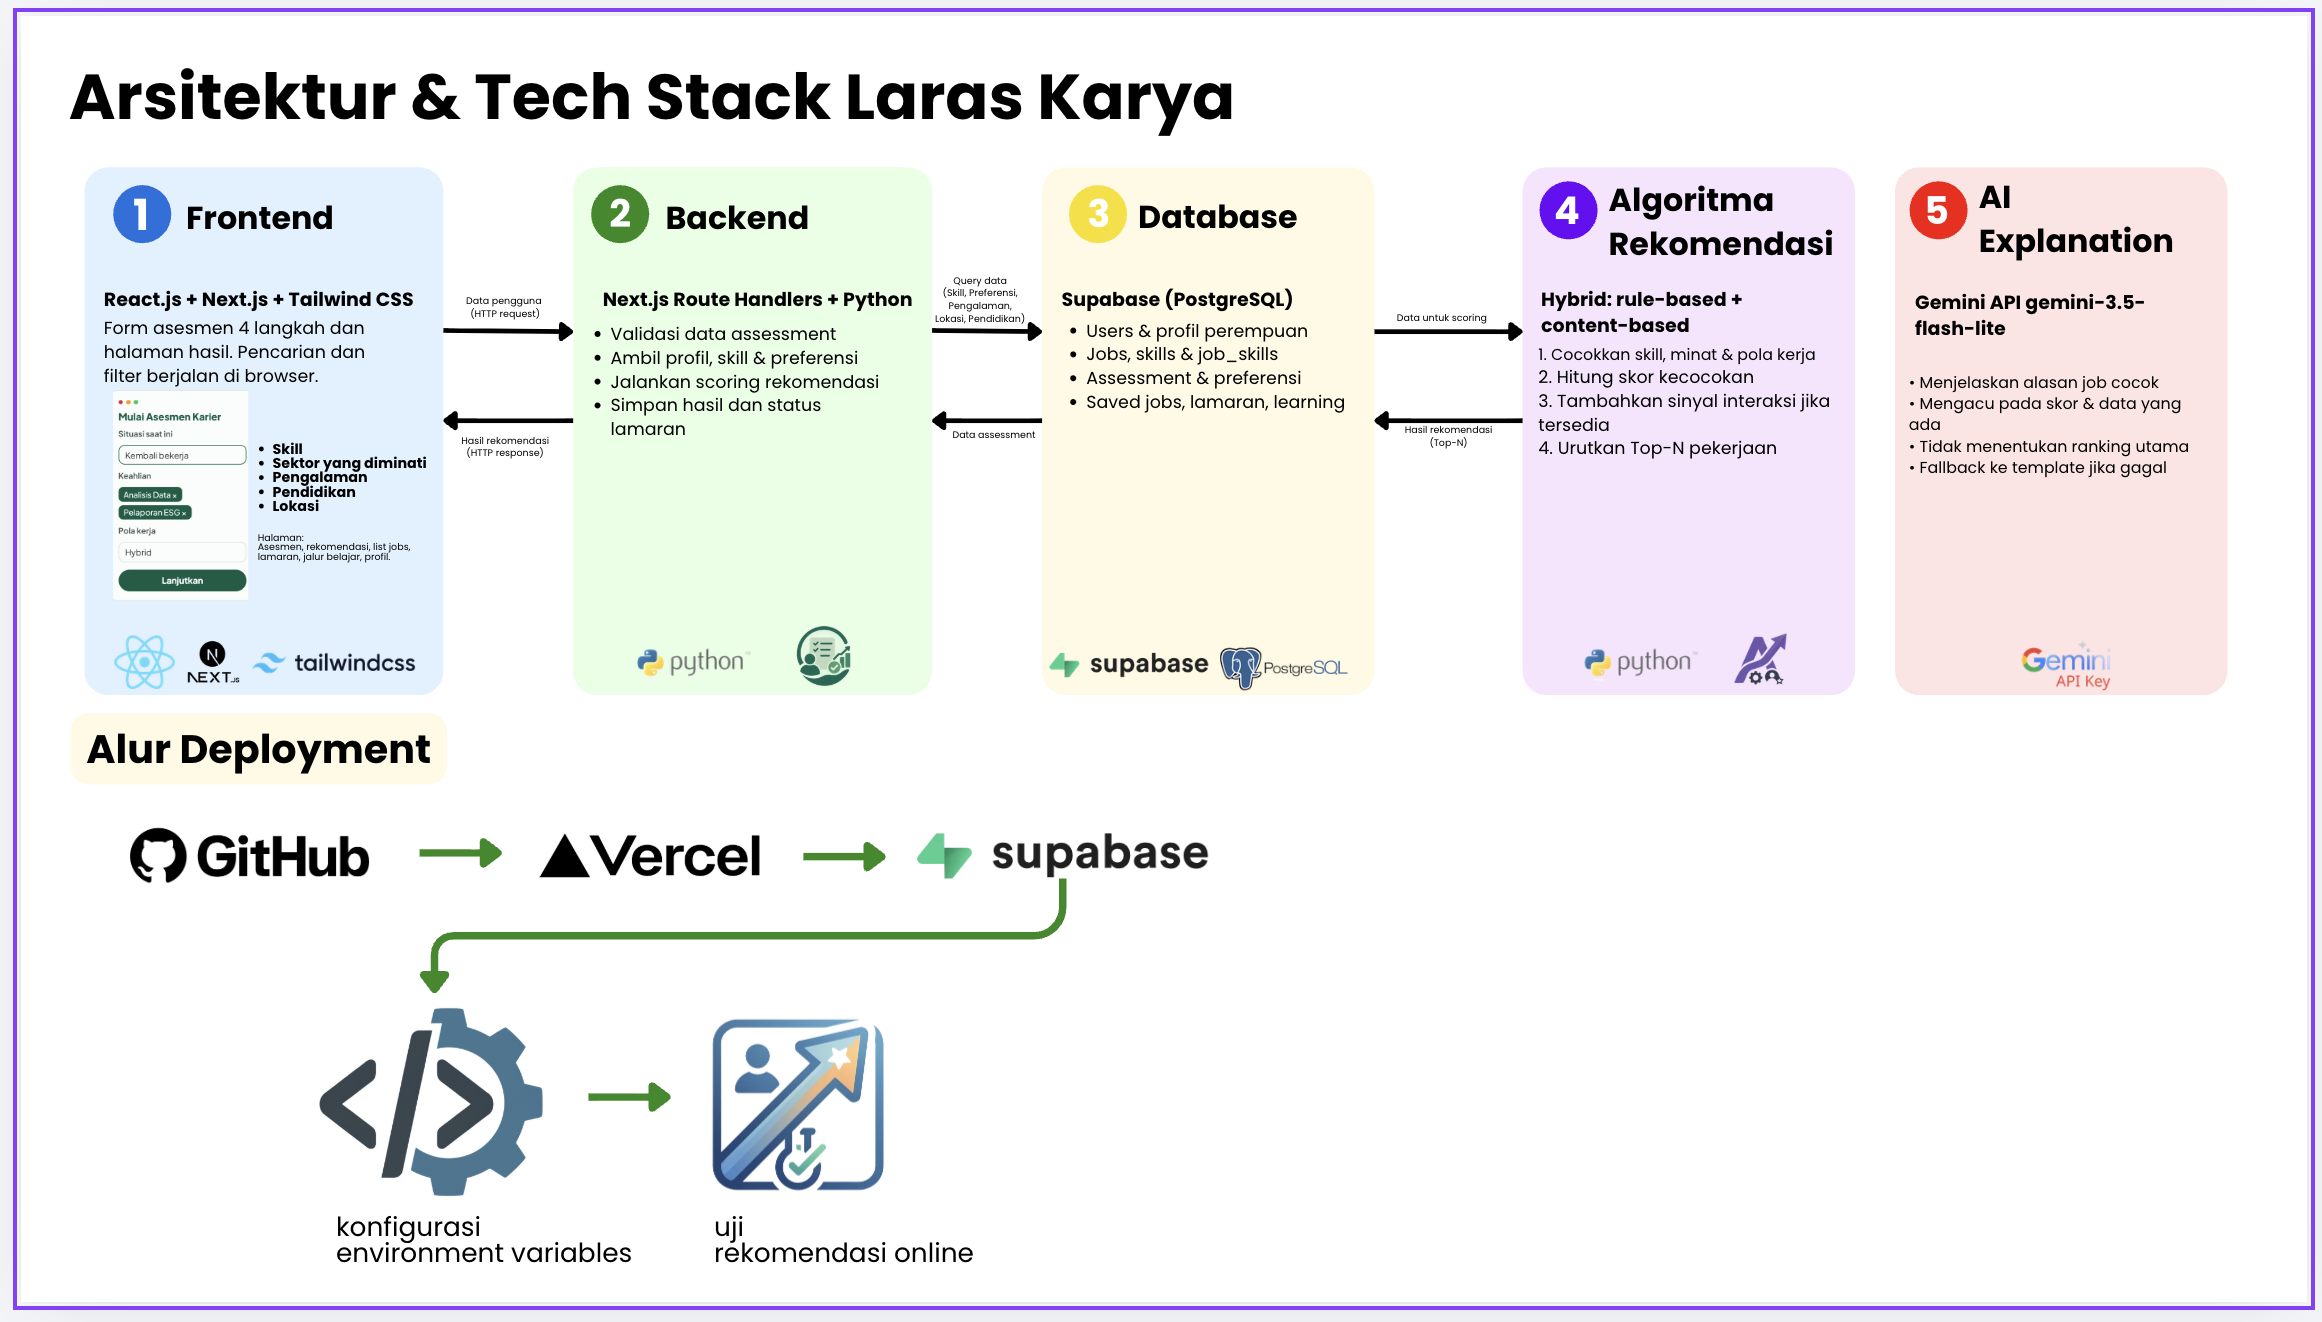 Arsitektur & Tech Stack Laras Karya
1
Frontend
React.js + Next.js + Tailwind CSS
Form asesmen 4 langkah dan
halaman hasil. Pencarian dan
filter berjalan di browser.
Mulai Asesmen Karier
Situasi saat ini
Kembali bekerja
Keahlian
Analisis Data ×
Pelaporan ESG ×
Pola kerja
Hybrid
Lanjutkan
• Skill
• Sektor yang diminati
• Pengalaman
• Pendidikan
• Lokasi
Halaman:
Asesmen, rekomendasi, list jobs,
lamaran, jalur belajar, profil.
NEXT.JS
tailwindcss
Data pengguna
(HTTP request)
Hasil rekomendasi
(HTTP response)
2
Backend
Next.js Route Handlers + Python
• Validasi data assessment
• Ambil profil, skill & preferensi
• Jalankan scoring rekomendasi
• Simpan hasil dan status
lamaran
python™
Query data
(Skill, Preferensi,
Pengalaman,
Lokasi, Pendidikan)
Data assessment
3
Database
Supabase (PostgreSQL)
• Users & profil perempuan
• Jobs, skills & job_skills
• Assessment & preferensi
• Saved jobs, lamaran, learning
supabase
PostgreSQL
Data untuk scoring
Hasil rekomendasi
(Top-N)
4
Algoritma
Rekomendasi
Hybrid: rule-based +
content-based
1. Cocokkan skill, minat & pola kerja
2. Hitung skor kecocokan
3. Tambahkan sinyal interaksi jika
tersedia
4. Urutkan Top-N pekerjaan
python™
5
AI
Explanation
Gemini API gemini-3.5-
flash-lite
• Menjelaskan alasan job cocok
• Mengacu pada skor & data yang
ada
• Tidak menentukan ranking utama
• Fallback ke template jika gagal
Gemini
API Key
Alur Deployment
GitHub
Vercel
supabase
konfigurasi
environment variables
uji
rekomendasi online